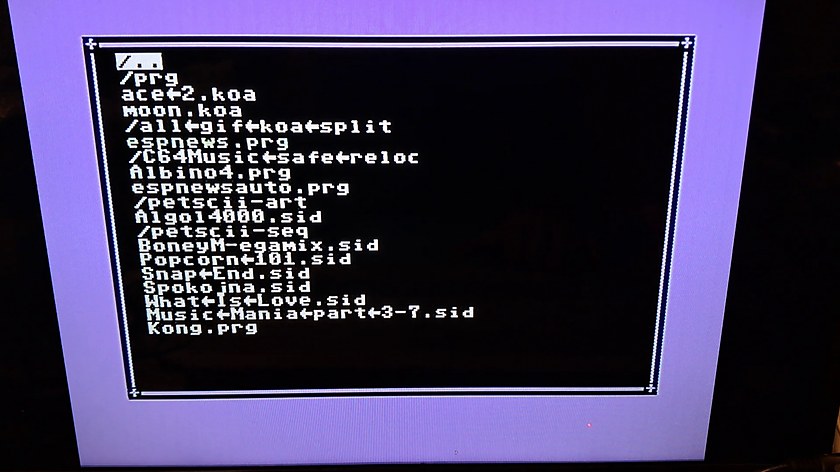 /..
/prg
ace←2.koa
moon.koa
/all←gif←koa←split
espnews.prg
/C64Music←safe←reloc
Albino4.prg
espnewsauto.prg
/petscii-art
Algol4000.sid
/petscii-seq
BoneyM-egamix.sid
Popcorn←101.sid
Snap←End.sid
Spokojna.sid
What←Is←Love.sid
Music←Mania←part←3-7.sid
Kong.prg